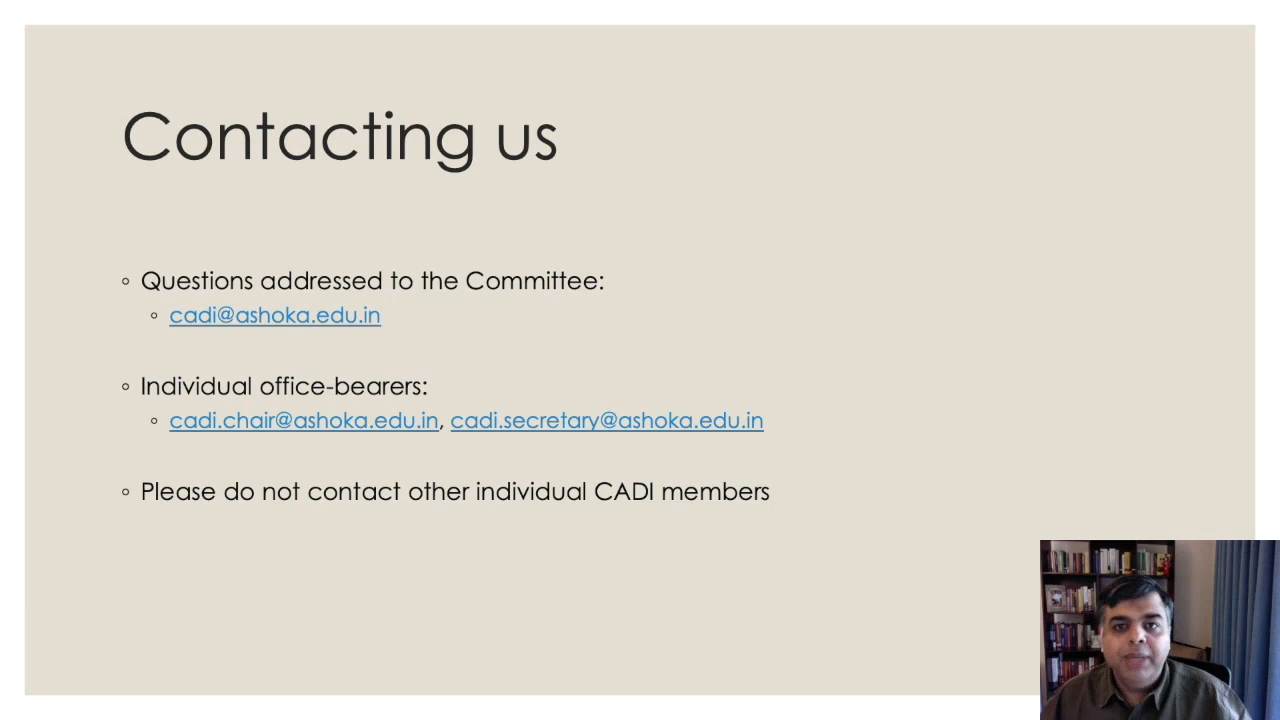 Contacting us
◦ Questions addressed to the Committee:
◦ cadi@ashoka.edu.in
◦ Individual office-bearers:
◦ cadi.chair@ashoka.edu.in, cadi.secretary@ashoka.edu.in
◦ Please do not contact other individual CADI members